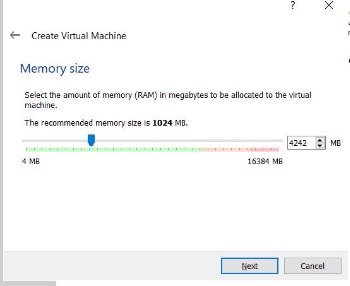 ?
Create Virtual Machine
Memory size
Select the amount of memory (RAM) in megabytes to be allocated to the virtual
machine.
The recommended memory size is 1024 MB.
4242 MB
4 MB 16384 MB
Next Cancel